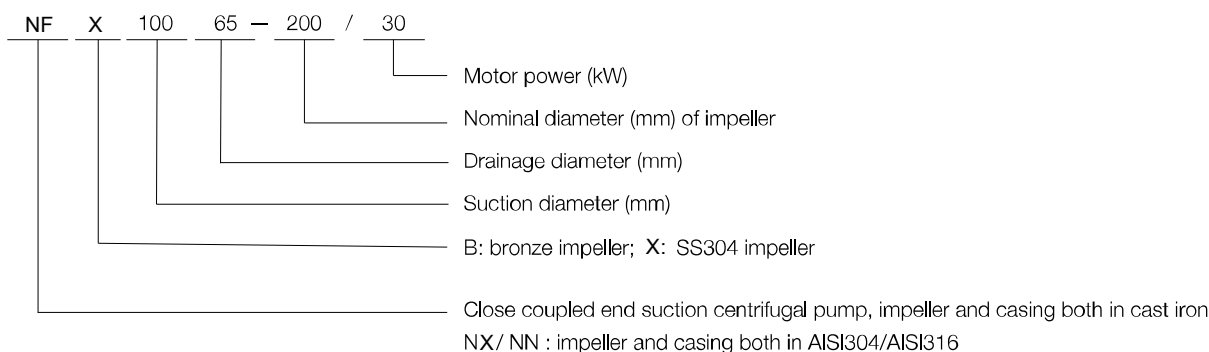 NF X 100 65 — 200 / 30
Motor power (kW)
Nominal diameter (mm) of impeller
Drainage diameter (mm)
Suction diameter (mm)
B: bronze impeller; X: SS304 impeller
Close coupled end suction centrifugal pump, impeller and casing both in cast iron
NX/ NN : impeller and casing both in AISI304/AISI316